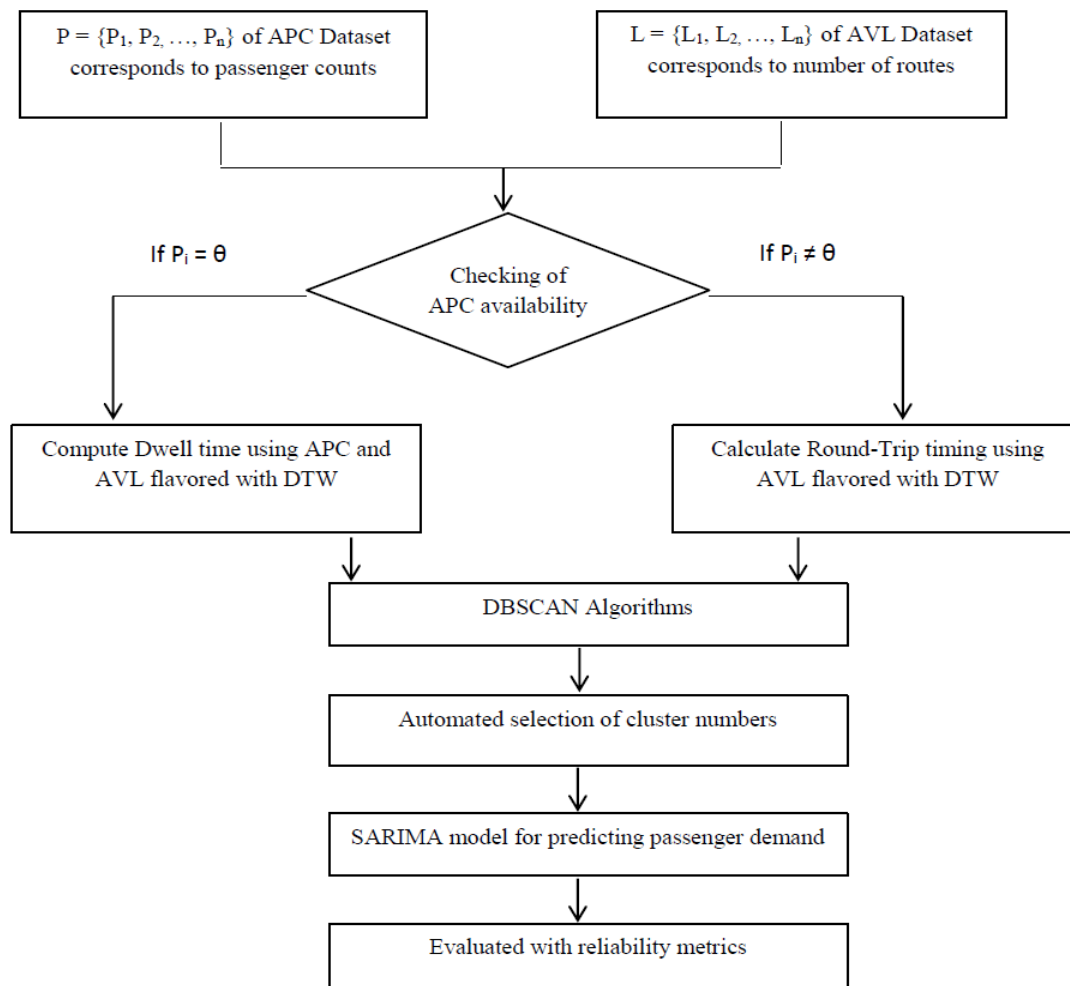 P = {P₁, P₂, …, Pₙ} of APC Dataset
corresponds to passenger counts
L = {L₁, L₂, …, Lₙ} of AVL Dataset
corresponds to number of routes
If Pᵢ = θ
If Pᵢ ≠ θ
Checking of
APC availability
Compute Dwell time using APC and
AVL flavored with DTW
Calculate Round-Trip timing using
AVL flavored with DTW
DBSCAN Algorithms
Automated selection of cluster numbers
SARIMA model for predicting passenger demand
Evaluated with reliability metrics